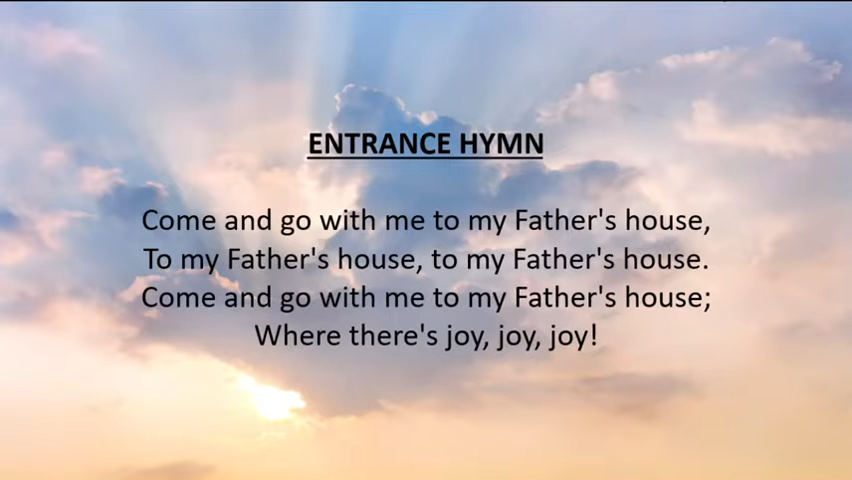 ENTRANCE HYMN
Come and go with me to my Father's house,
To my Father's house, to my Father's house.
Come and go with me to my Father's house;
Where there's joy, joy, joy!